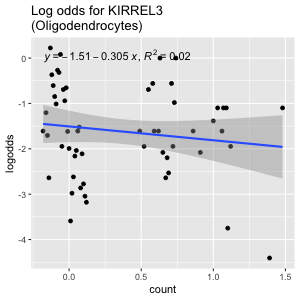 Log odds for KIRREL3
(Oligodendrocytes)
y = −1.51 − 0.305 x, R² = 0.02
0
-1
-2
-3
-4
logodds
0.0 0.5 1.0 1.5
count